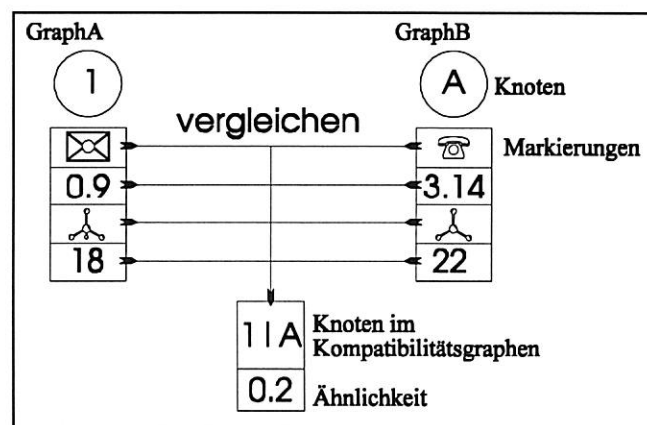 GraphA
GraphB
1
A
Knoten
vergleichen
Markierungen
0.9
3.14
18
22
1 | A
Knoten im
Kompatibilitätsgraphen
0.2
Ähnlichkeit